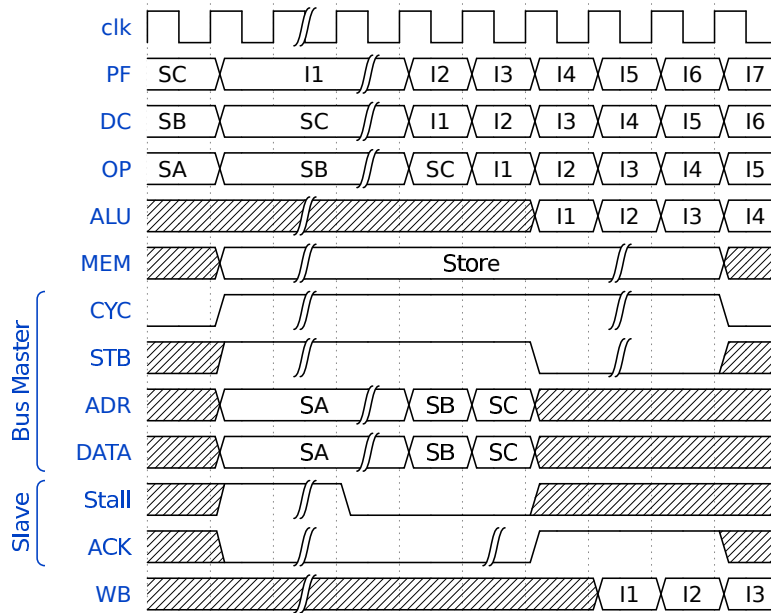 clk
PF SC I1 I2 I3 I4 I5 I6 I7
DC SB SC I1 I2 I3 I4 I5 I6
OP SA SB SC I1 I2 I3 I4 I5
ALU I1 I2 I3 I4
MEM Store
Bus Master
CYC
STB
ADR SA SB SC
DATA SA SB SC
Slave
Stall
ACK
WB I1 I2 I3